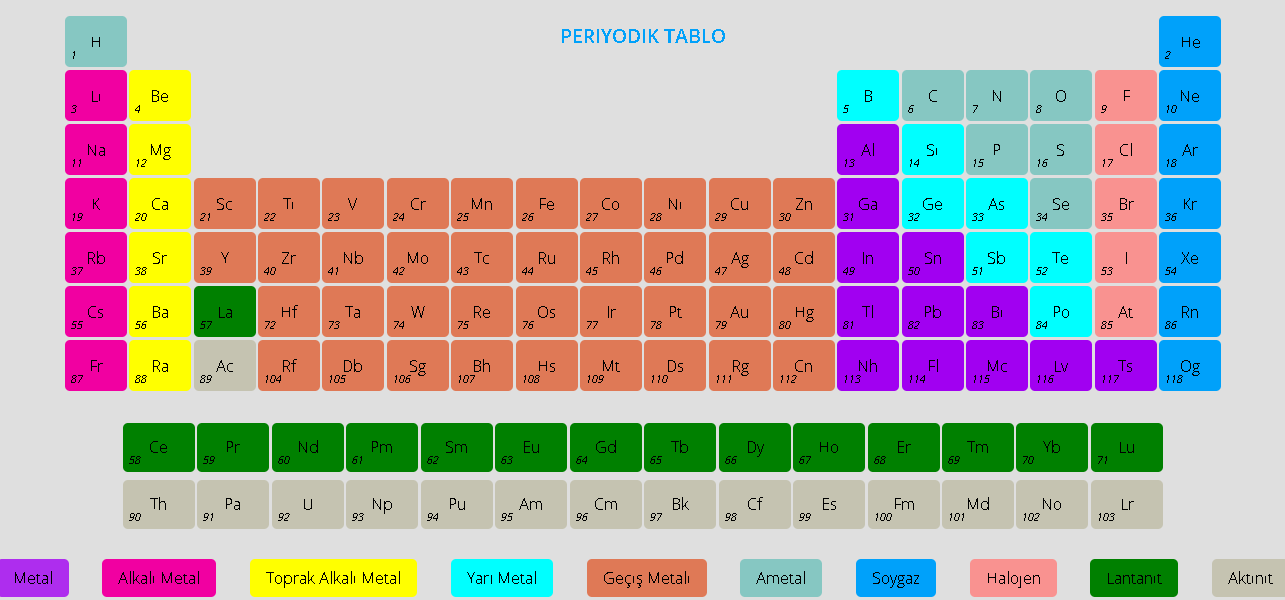 PERIYODIK TABLO
H 1 He 2
Li 3 Be 4 B 5 C 6 N 7 O 8 F 9 Ne 10
Na 11 Mg 12 Al 13 Si 14 P 15 S 16 Cl 17 Ar 18
K 19 Ca 20 Sc 21 Ti 22 V 23 Cr 24 Mn 25 Fe 26 Co 27 Ni 28 Cu 29 Zn 30 Ga 31 Ge 32 As 33 Se 34 Br 35 Kr 36
Rb 37 Sr 38 Y 39 Zr 40 Nb 41 Mo 42 Tc 43 Ru 44 Rh 45 Pd 46 Ag 47 Cd 48 In 49 Sn 50 Sb 51 Te 52 I 53 Xe 54
Cs 55 Ba 56 La 57 Hf 72 Ta 73 W 74 Re 75 Os 76 Ir 77 Pt 78 Au 79 Hg 80 Tl 81 Pb 82 Bi 83 Po 84 At 85 Rn 86
Fr 87 Ra 88 Ac 89 Rf 104 Db 105 Sg 106 Bh 107 Hs 108 Mt 109 Ds 110 Rg 111 Cn 112 Nh 113 Fl 114 Mc 115 Lv 116 Ts 117 Og 118
Ce 58 Pr 59 Nd 60 Pm 61 Sm 62 Eu 63 Gd 64 Tb 65 Dy 66 Ho 67 Er 68 Tm 69 Yb 70 Lu 71
Th 90 Pa 91 U 92 Np 93 Pu 94 Am 95 Cm 96 Bk 97 Cf 98 Es 99 Fm 100 Md 101 No 102 Lr 103
Metal Alkali Metal Toprak Alkali Metal Yarı Metal Geçiş Metali Ametal Soygaz Halojen Lantanit Aktinit